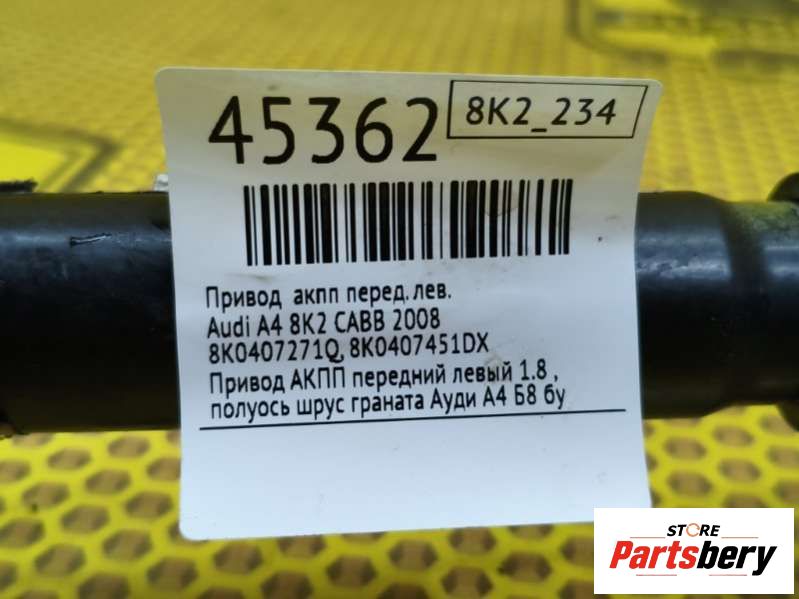 45362
8K2_234
Привод акпп перед. лев.
Audi A4 8K2 CABB 2008
8K0407271Q, 8K0407451DX
Привод АКПП передний левый 1.8 ,
полуось шрус граната Ауди А4 Б8 бу
STORE
Partsbery